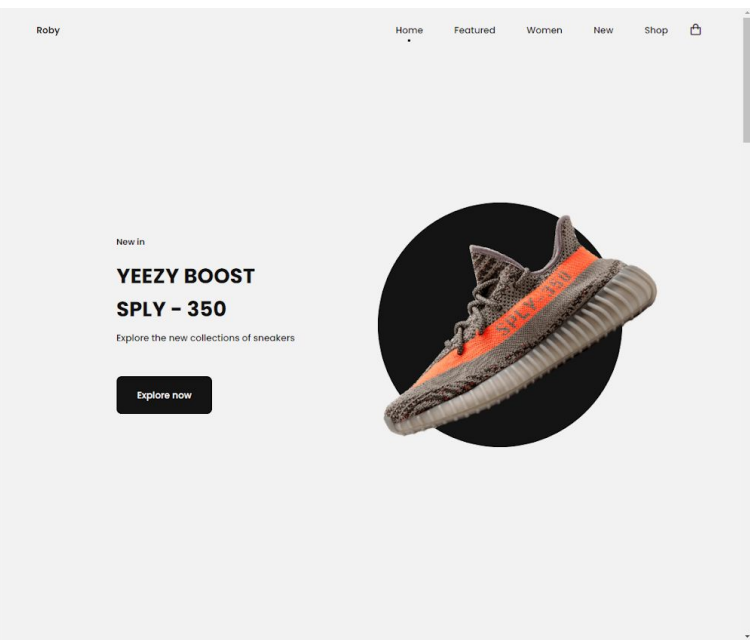 Roby
Home Featured Women New Shop
New in
YEEZY BOOST
SPLY - 350
Explore the new collections of sneakers
Explore now
SPLY-350